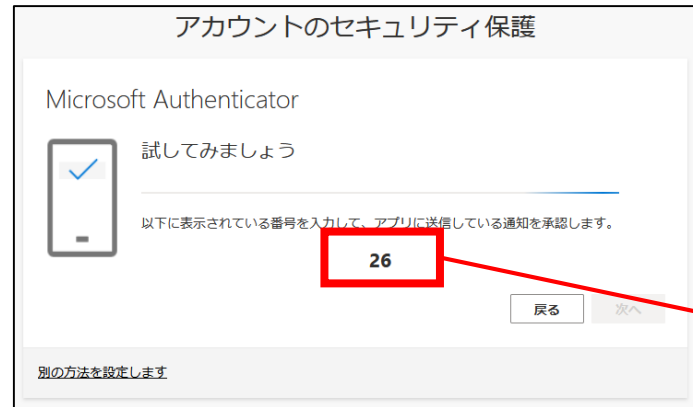 アカウントのセキュリティ保護
Microsoft Authenticator
試してみましょう
以下に表示されている番号を入力して、アプリに送信している通知を承認します。
26
戻る
次へ
別の方法を設定します